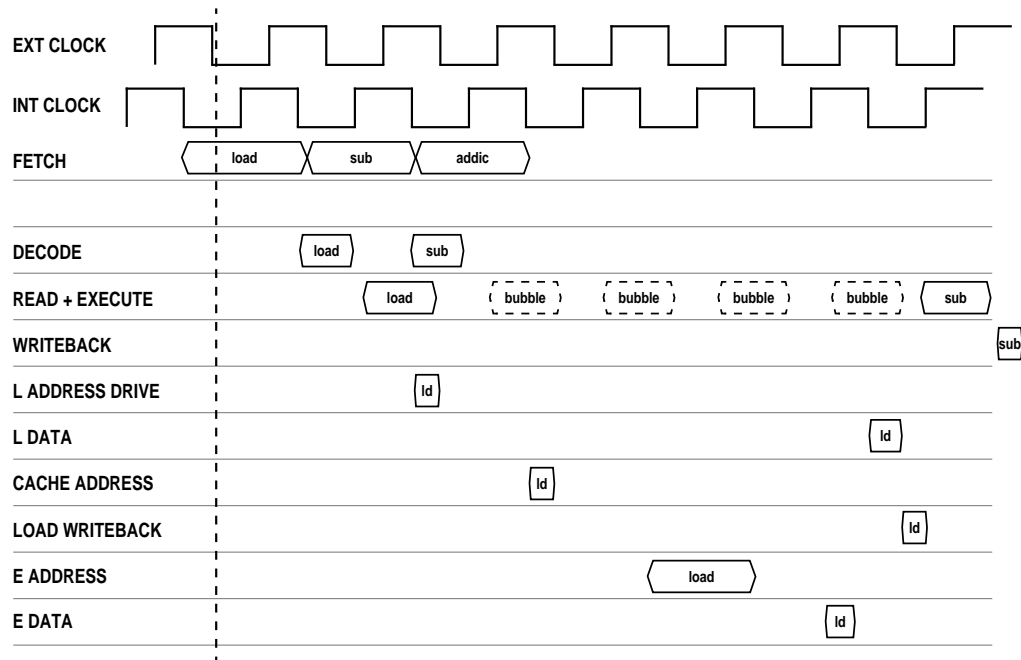 EXT CLOCK
INT CLOCK
FETCH load sub addic
DECODE load sub
READ + EXECUTE load bubble bubble bubble bubble sub
WRITEBACK sub
L ADDRESS DRIVE ld
L DATA ld
CACHE ADDRESS ld
LOAD WRITEBACK ld
E ADDRESS load
E DATA ld